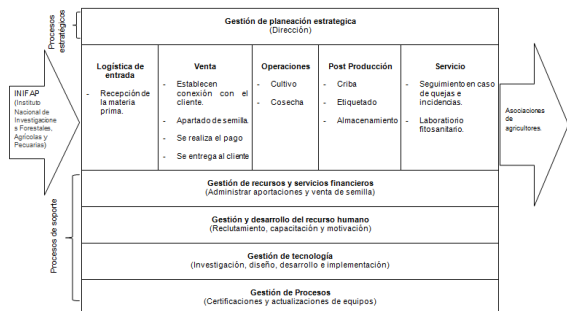 Procesos
estratégicos
Gestión de planeación estrategica
(Dirección)
INIFAP
(Instituto
Nacional de
Investigacione
s Forestales,
Agrícolas y
Pecuarias)
Logística de
entrada
- Recepción de
la materia
prima.
Venta
- Establecen
conexión con el
cliente.
- Apartado de semilla.
- Se realiza el pago
- Se entrega al cliente
Operaciones
- Cultivo
- Cosecha
Post Producción
- Criba
- Etiquetado
- Almacenamiento
Servicio
- Seguimiento en caso
de quejas e
incidencias.
- Laboratorio
fitosanitario.
Asociaciones
de
agricultores.
Procesos de soporte
Gestión de recursos y servicios financieros
(Administrar aportaciones y venta de semilla)
Gestión y desarrollo del recurso humano
(Reclutamiento, capacitación y motivación)
Gestión de tecnología
(Investigación, diseño, desarrollo e implementación)
Gestión de Procesos
(Certificaciones y actualizaciones de equipos)